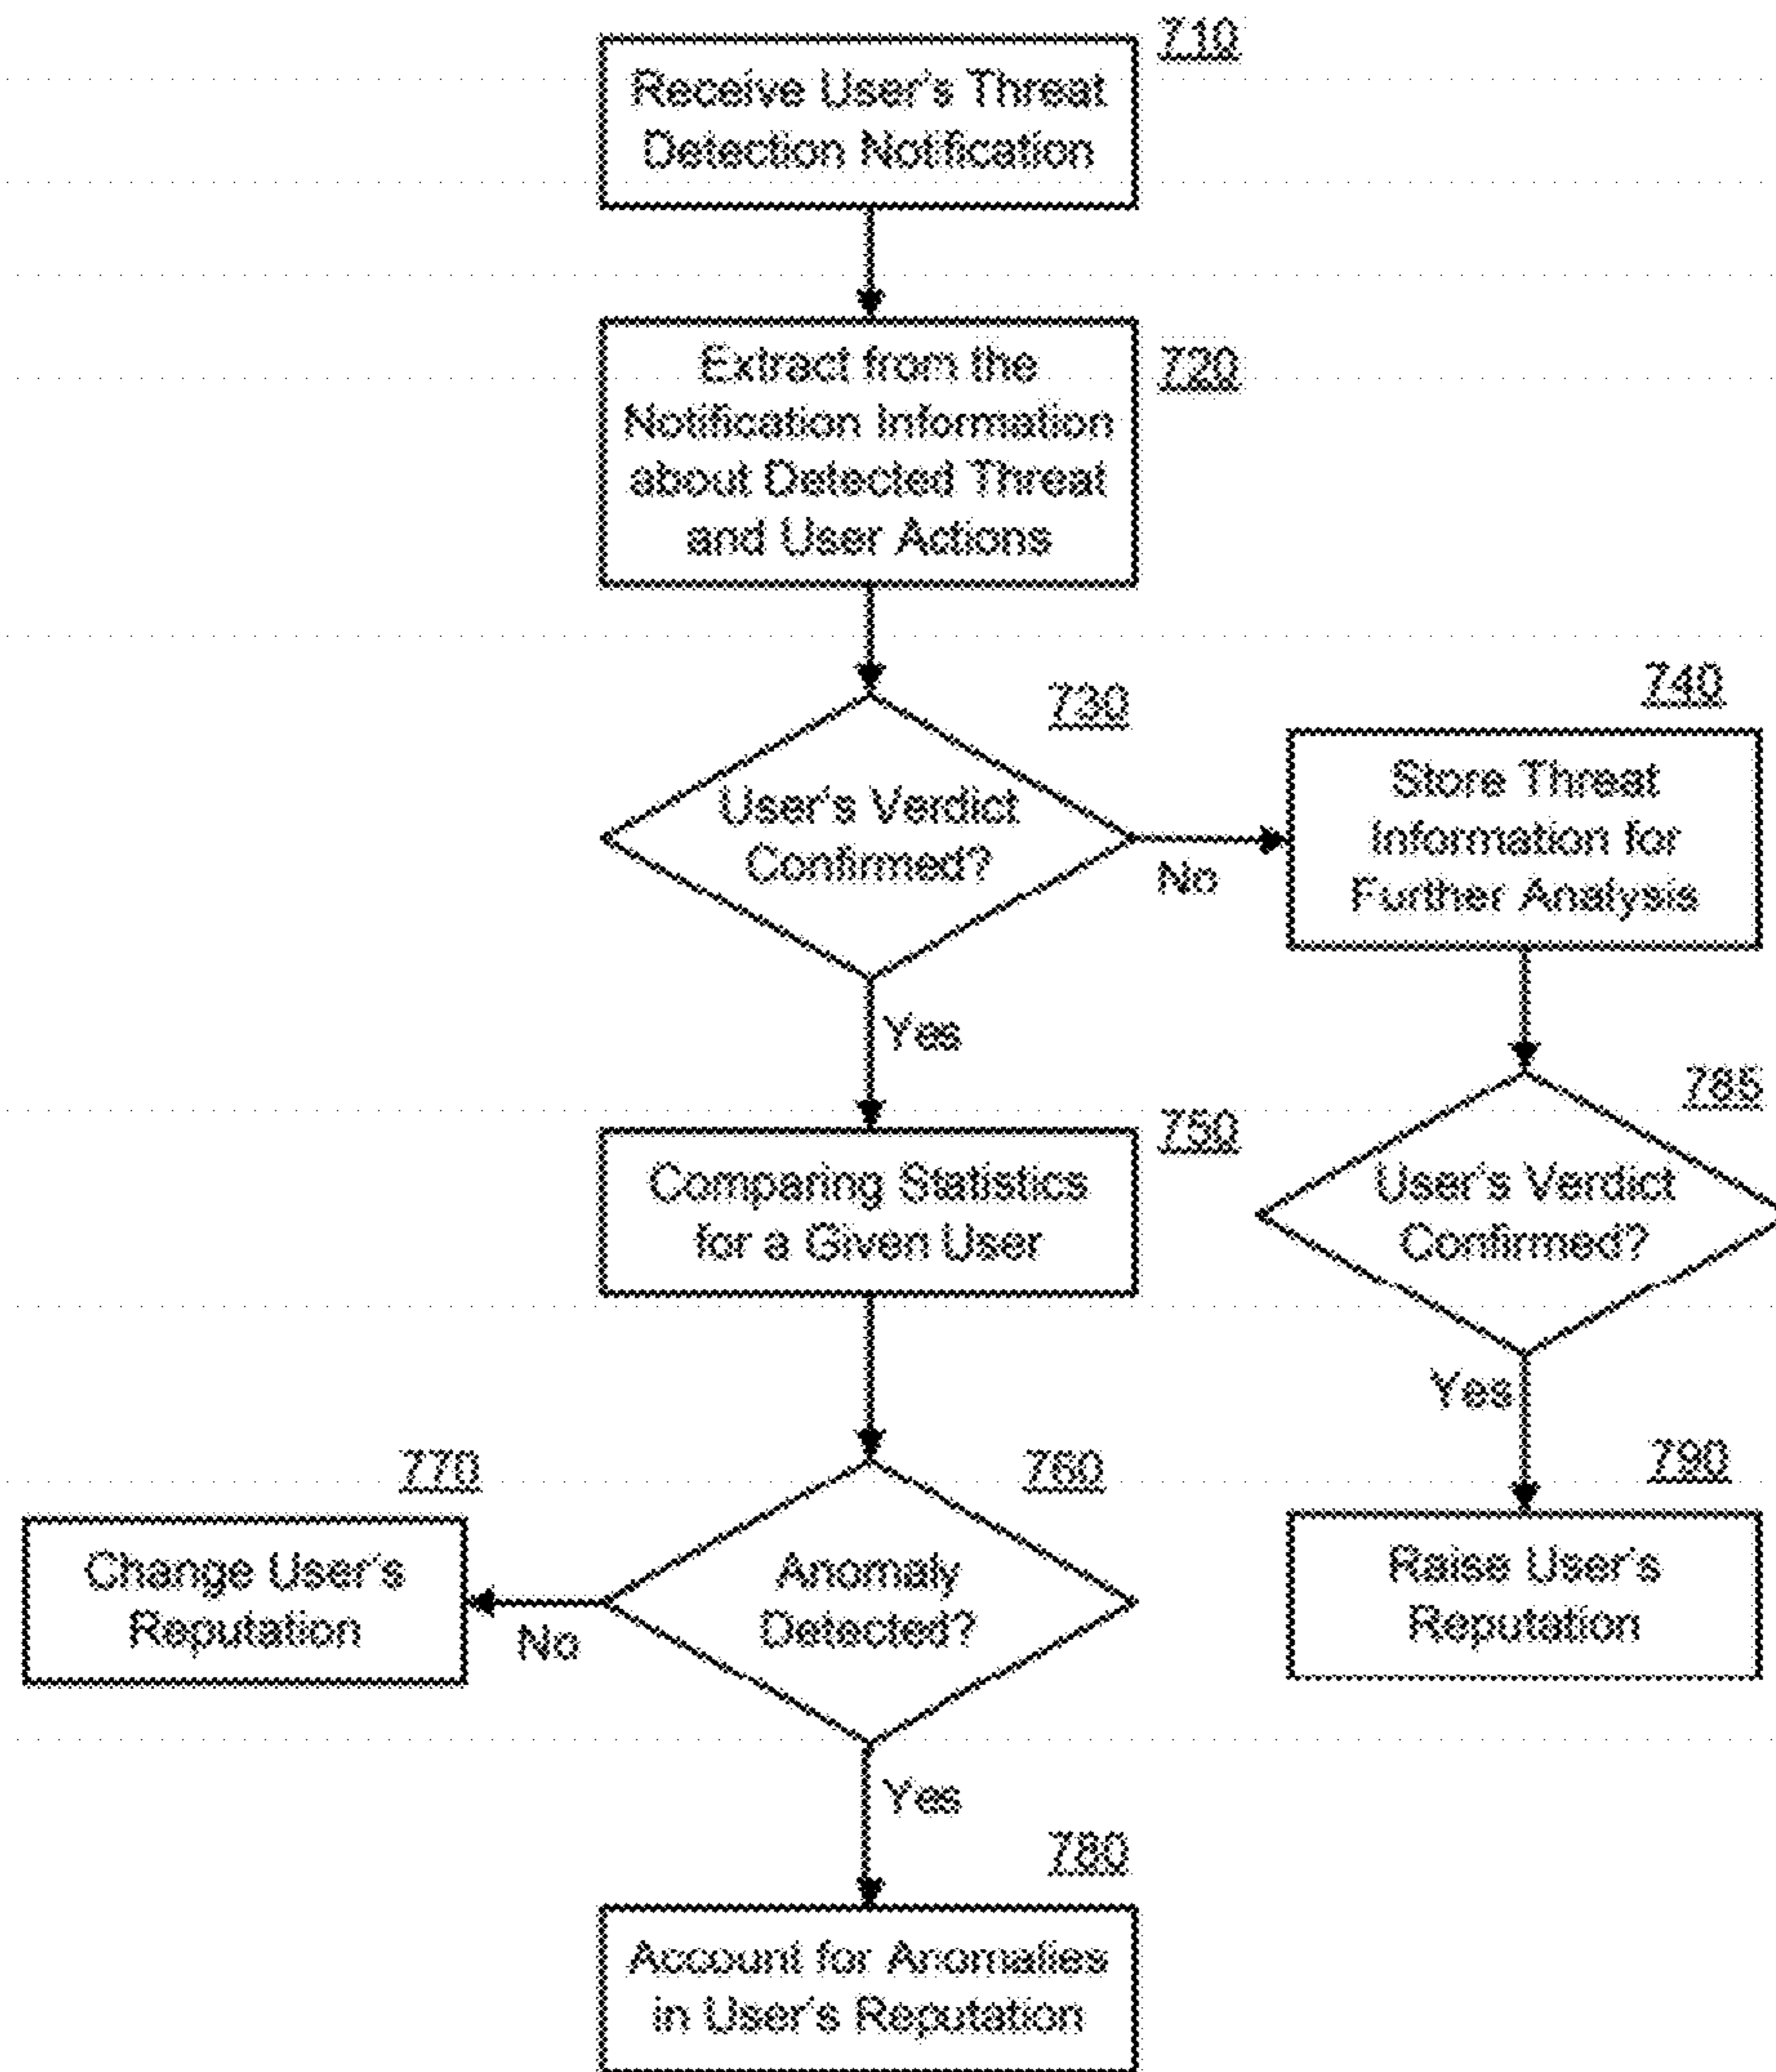 710
Receive User's Threat
Detection Notification
720
Extract from the
Notification Information
about Detected Threat
and User Actions
730
User's Verdict
Confirmed?
No
740
Store Threat
Information for
Further Analysis
Yes
785
User's Verdict
Confirmed?
Yes
790
Raise User's
Reputation
750
Comparing Statistics
for a Given User
760
Anomaly
Detected?
No
770
Change User's
Reputation
Yes
780
Account for Anomalies
in User's Reputation